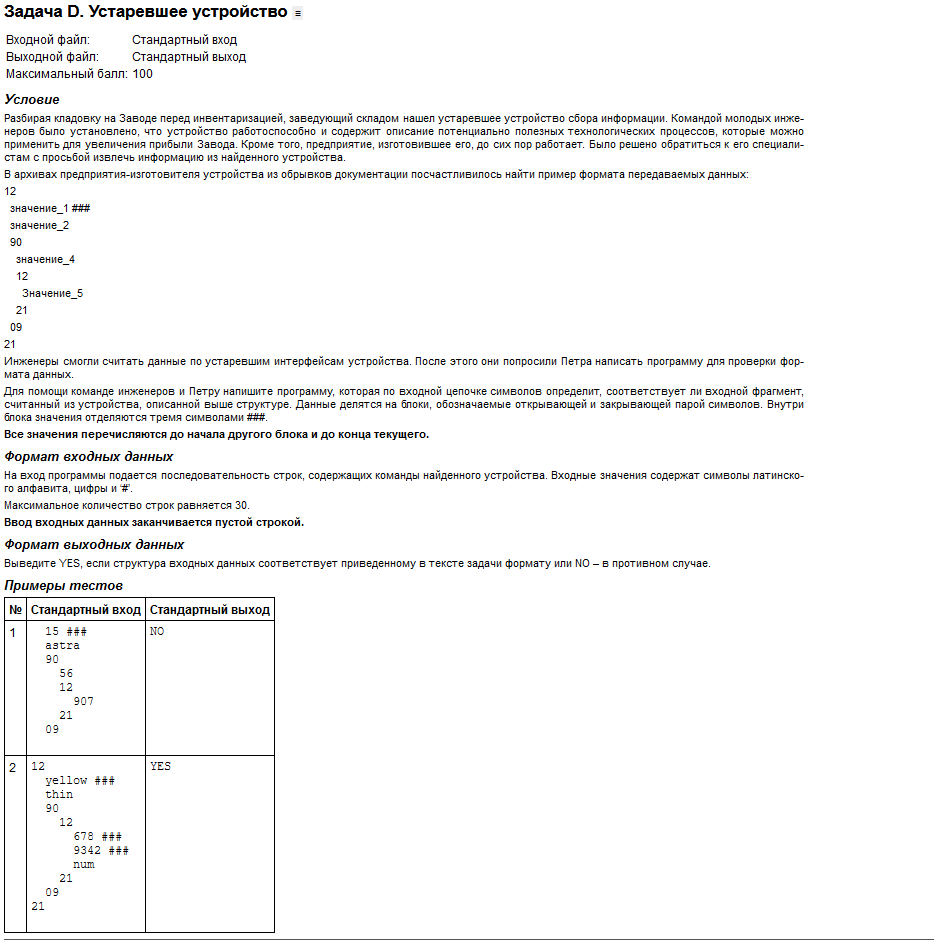 Задача D. Устаревшее устройство ≡
Входной файл: Стандартный вход
Выходной файл: Стандартный выход
Максимальный балл: 100
Условие
Разбирая кладовку на Заводе перед инвентаризацией, заведующий складом нашел устаревшее устройство сбора информации. Командой молодых инже-
неров было установлено, что устройство работоспособно и содержит описание потенциально полезных технологических процессов, которые можно
применить для увеличения прибыли Завода. Кроме того, предприятие, изготовившее его, до сих пор работает. Было решено обратиться к его специали-
стам с просьбой извлечь информацию из найденного устройства.
В архивах предприятия-изготовителя устройства из обрывков документации посчастливилось найти пример формата передаваемых данных:
12
значение_1 ###
значение_2
90
значение_4
12
Значение_5
21
09
21
Инженеры смогли считать данные по устаревшим интерфейсам устройства. После этого они попросили Петра написать программу для проверки фор-
мата данных.
Для помощи команде инженеров и Петру напишите программу, которая по входной цепочке символов определит, соответствует ли входной фрагмент,
считанный из устройства, описанной выше структуре. Данные делятся на блоки, обозначаемые открывающей и закрывающей парой символов. Внутри
блока значения отделяются тремя символами ###.
Все значения перечисляются до начала другого блока и до конца текущего.
Формат входных данных
На вход программы подается последовательность строк, содержащих команды найденного устройства. Входные значения содержат символы латинско-
го алфавита, цифры и '#'.
Максимальное количество строк равняется 30.
Ввод входных данных заканчивается пустой строкой.
Формат выходных данных
Выведите YES, если структура входных данных соответствует приведенному в тексте задачи формату или NO – в противном случае.
Примеры тестов
№ Стандартный вход Стандартный выход
1 15 ### NO
astra
90
56
12
907
21
09
2 12 YES
yellow ###
thin
90
12
678 ###
9342 ###
num
21
09
21